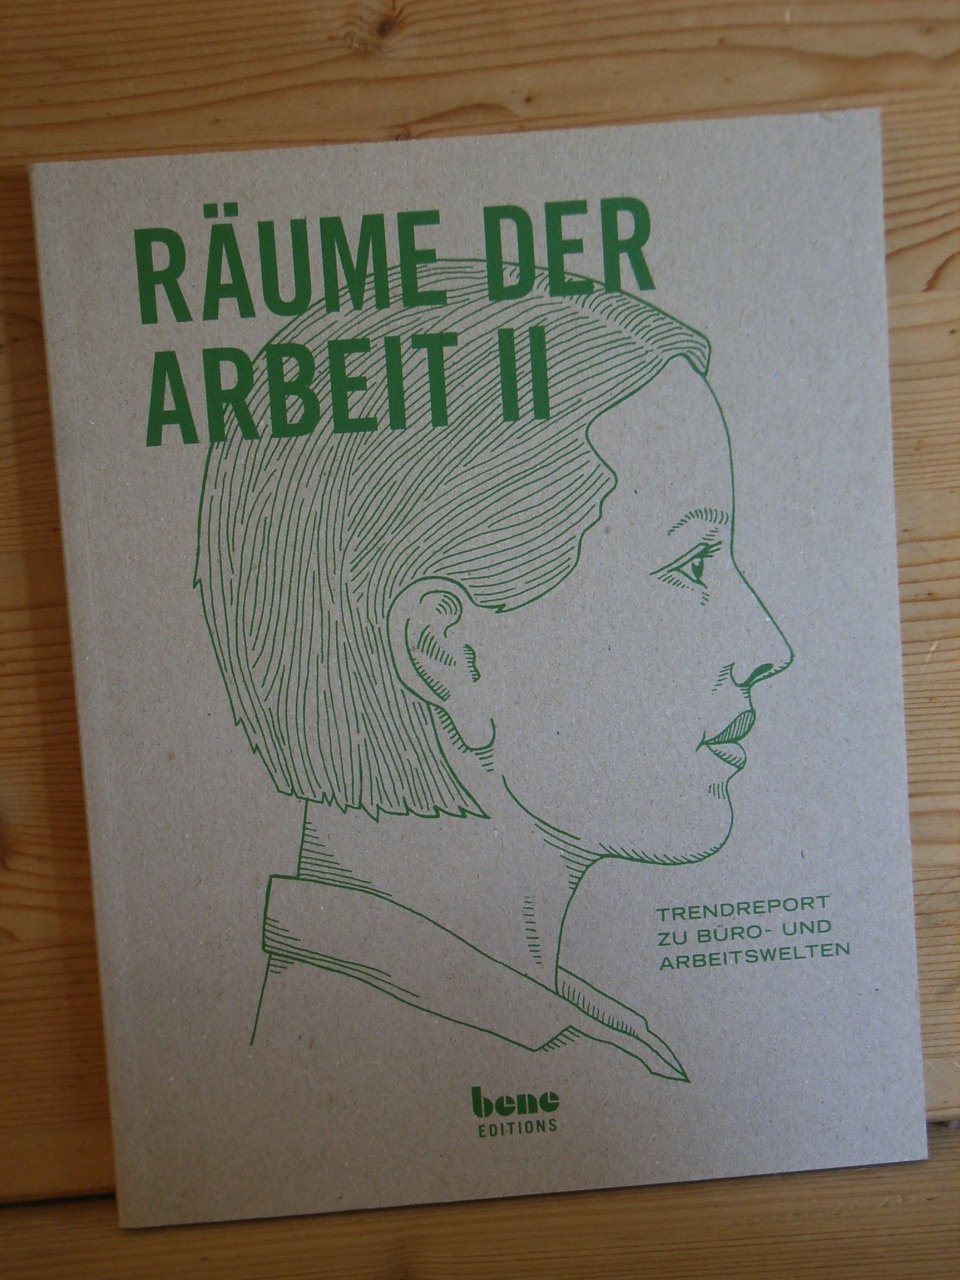 RÄUME DER
ARBEIT II
TRENDREPORT
ZU BÜRO- UND
ARBEITSWELTEN
bene
EDITIONS